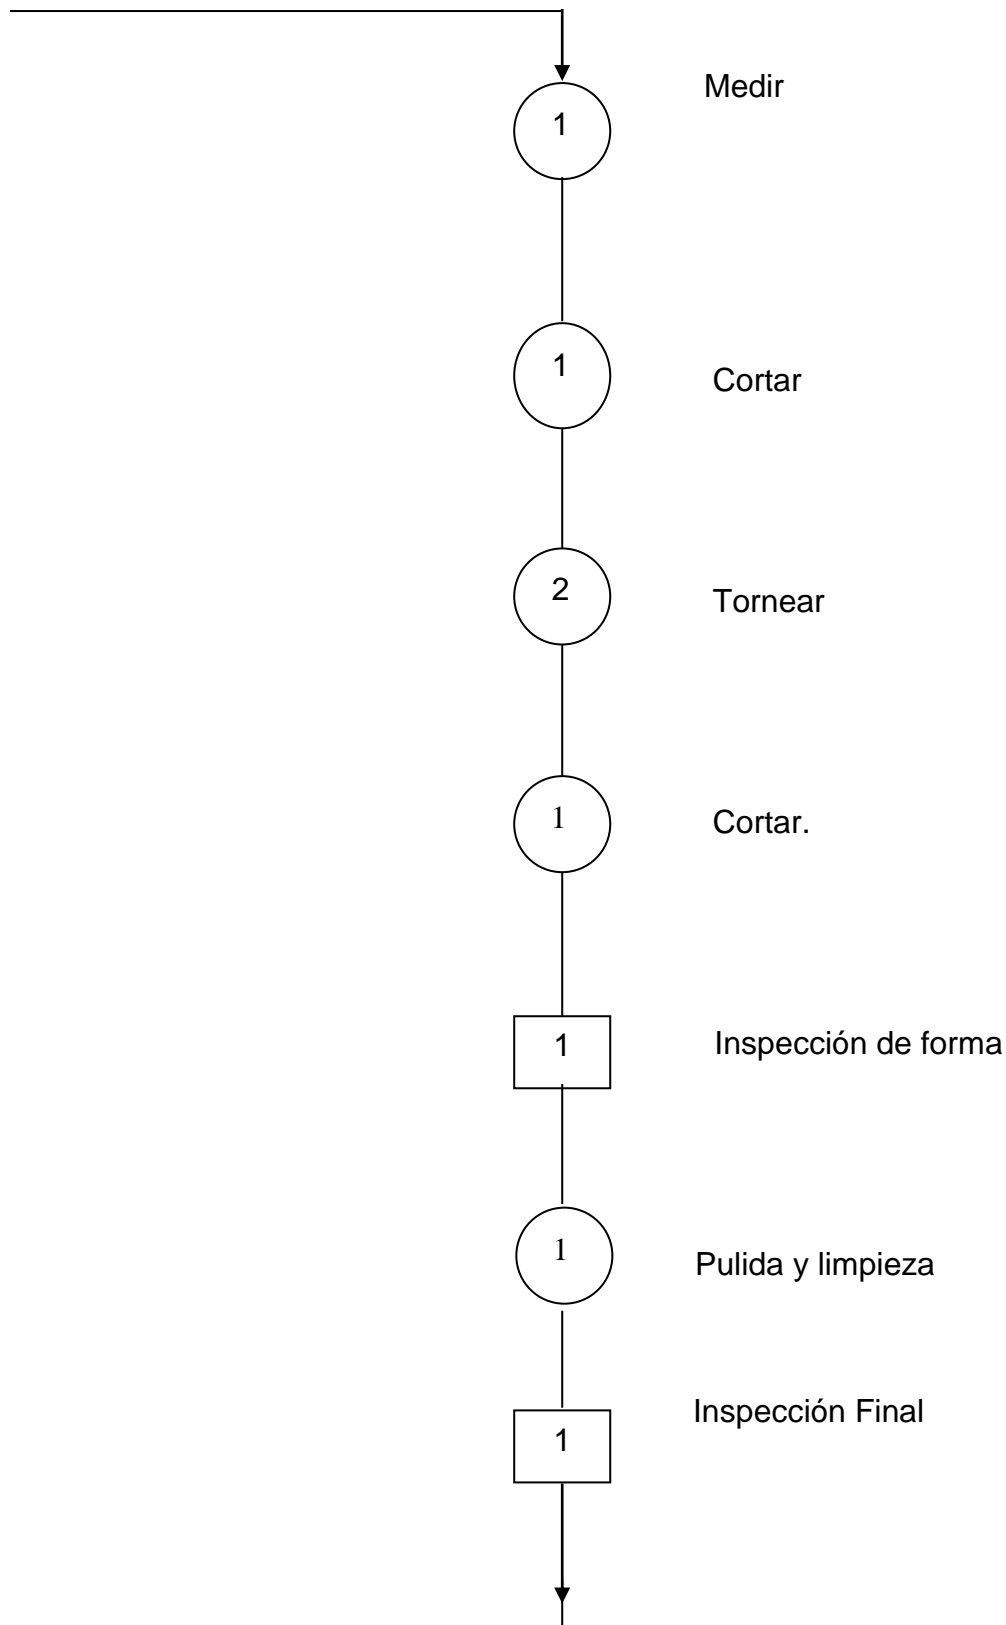 Medir
1
1
Cortar
2
Tornear
1
Cortar.
1
Inspección de forma
1
Pulida y limpieza
Inspección Final
1